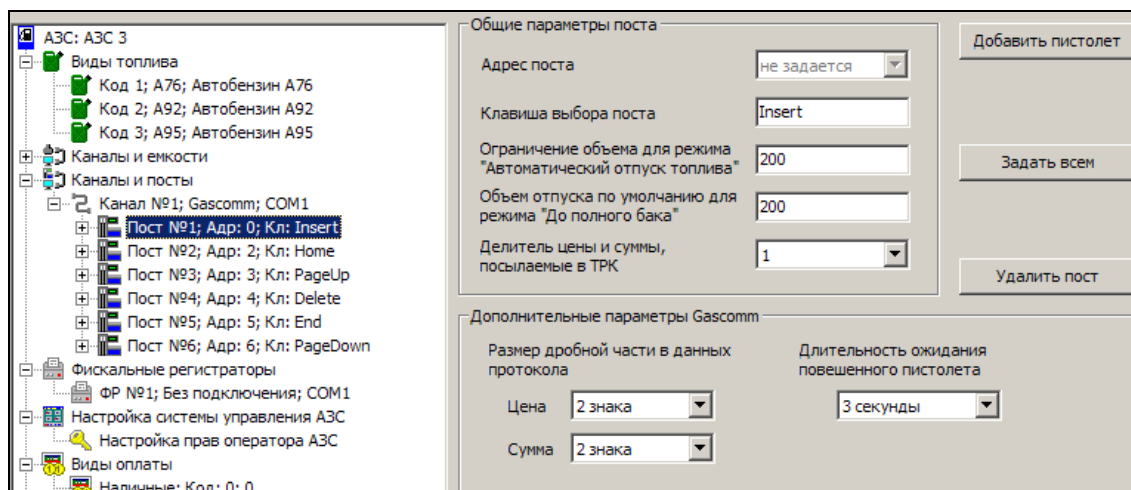 АЗС: АЗС 3
Виды топлива
Код 1; А76; Автобензин А76
Код 2; А92; Автобензин А92
Код 3; А95; Автобензин А95
Каналы и емкости
Каналы и посты
Канал №1; Gascomm; COM1
Пост №1; Адр: 0; Кл: Insert
Пост №2; Адр: 2; Кл: Home
Пост №3; Адр: 3; Кл: PageUp
Пост №4; Адр: 4; Кл: Delete
Пост №5; Адр: 5; Кл: End
Пост №6; Адр: 6; Кл: PageDown
Фискальные регистраторы
ФР №1; Без подключения; COM1
Настройка системы управления АЗС
Настройка прав оператора АЗС
Виды оплаты
Наличные; Код: 0; 0
Общие параметры поста
Адрес поста
не задается
Клавиша выбора поста
Insert
Ограничение объема для режима
"Автоматический отпуск топлива"
200
Объем отпуска по умолчанию для
режима "До полного бака"
200
Делитель цены и суммы,
посылаемые в ТРК
1
Добавить пистолет
Задать всем
Удалить пост
Дополнительные параметры Gascomm
Размер дробной части в данных
протокола
Цена
2 знака
Сумма
2 знака
Длительность ожидания
повешенного пистолета
3 секунды